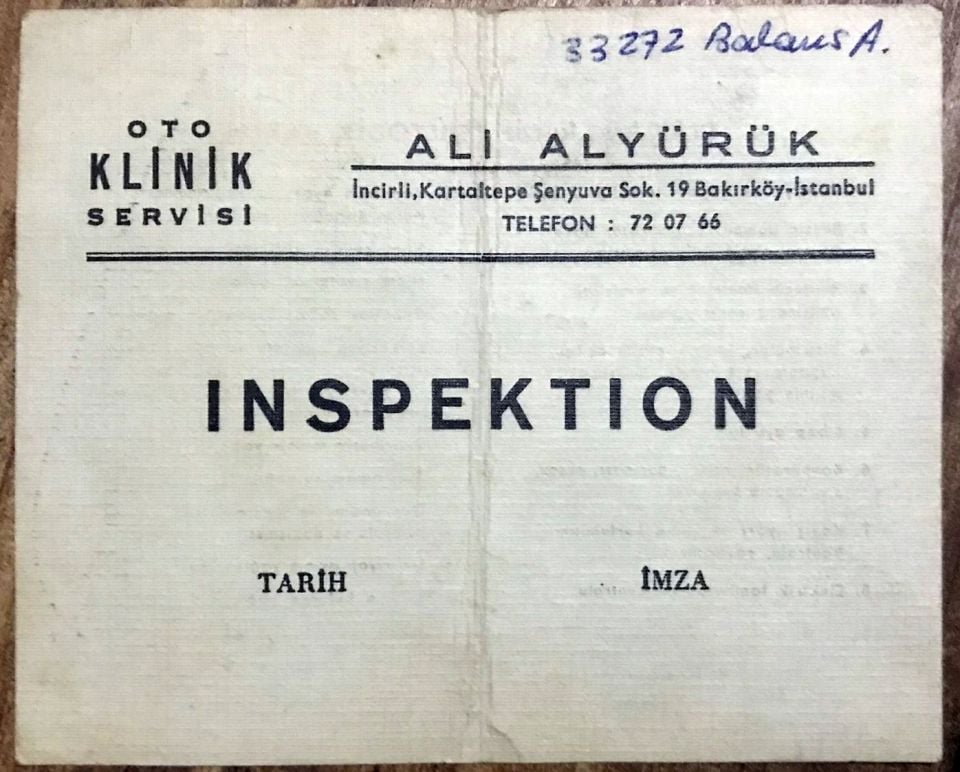 33272 Balans A.
OTO
KLİNİK
SERVİSİ
ALİ ALYÜRÜK
İncirli,Kartaltepe Şenyuva Sok. 19 Bakırköy-İstanbul
TELEFON : 72 07 66
INSPEKTION
TARİH
İMZA